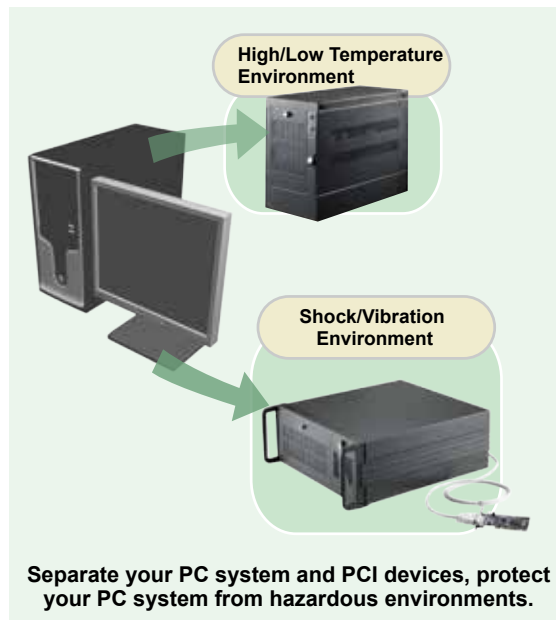 High/Low Temperature
Environment
Shock/Vibration
Environment
Separate your PC system and PCI devices, protect
your PC system from hazardous environments.